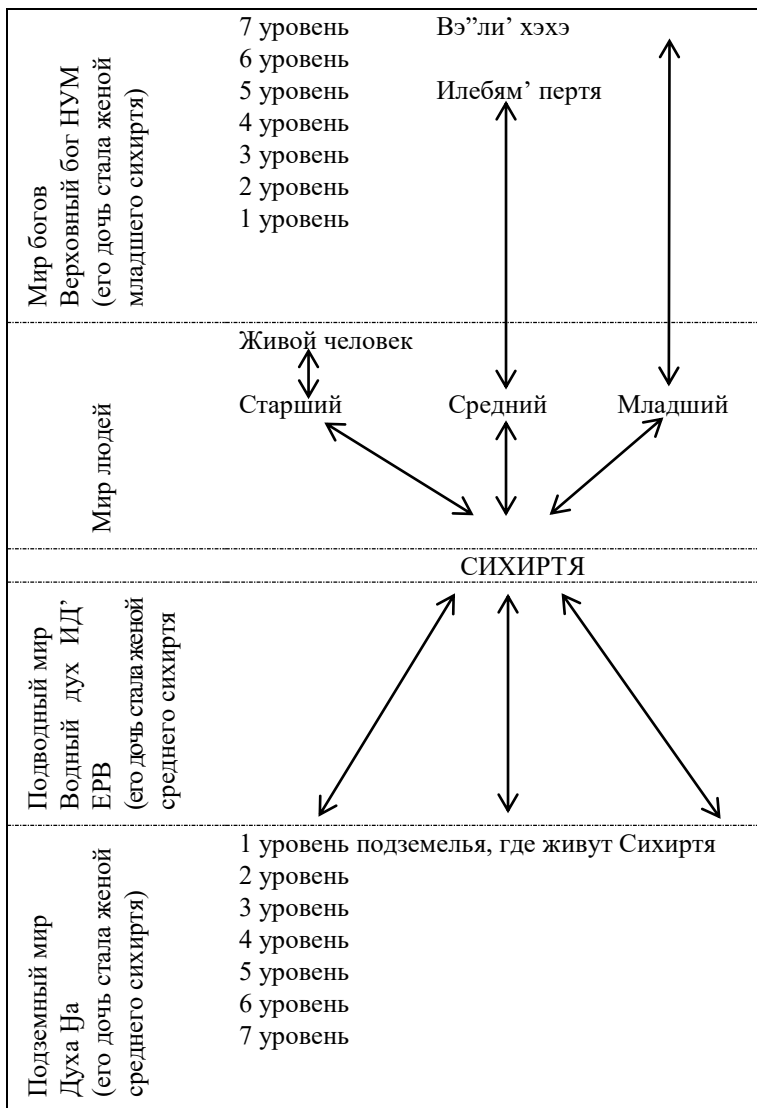 Мир богов
Верховный бог НУМ
(его дочь стала женой
младшего сихиртя)
7 уровень Вэ”ли’ хэхэ
6 уровень
5 уровень Илебям’ пертя
4 уровень
3 уровень
2 уровень
1 уровень
Мир людей
Живой человек
Старший Средний Младший
СИХИРТЯ
Подводный мир
Водный дух ИД’
ЕРВ
(его дочь стала женой
среднего сихиртя
Подземный мир
Духа Ӈа
(его дочь стала женой
среднего сихиртя)
1 уровень подземелья, где живут Сихиртя
2 уровень
3 уровень
4 уровень
5 уровень
6 уровень
7 уровень